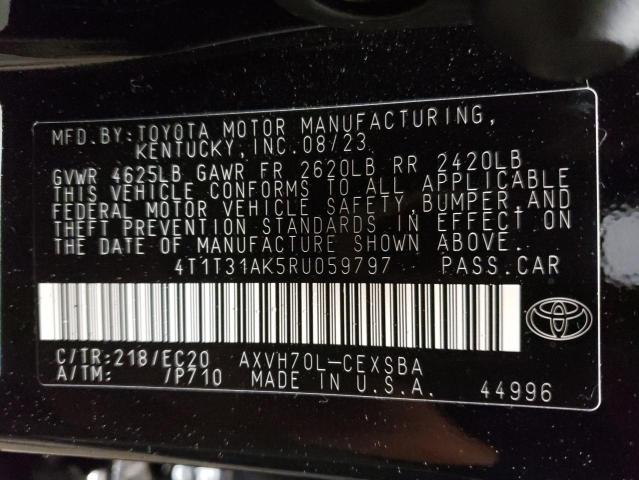 MFD.BY:TOYOTA MOTOR MANUFACTURING,
KENTUCKY,INC.08/23
GVWR 4625LB GAWR FR 2620LB RR 2420LB
THIS VEHICLE CONFORMS TO ALL APPLICABLE
FEDERAL MOTOR VEHICLE SAFETY,BUMPER,AND
THEFT PREVENTION STANDARDS IN EFFECT ON
THE DATE OF MANUFACTURE SHOWN ABOVE.
4T1T31AK5RU059797 PASS.CAR
C/TR:218/EC20 AXVH70L-CEXSBA
A/TM: /P710 MADE IN U.S.A. 44996